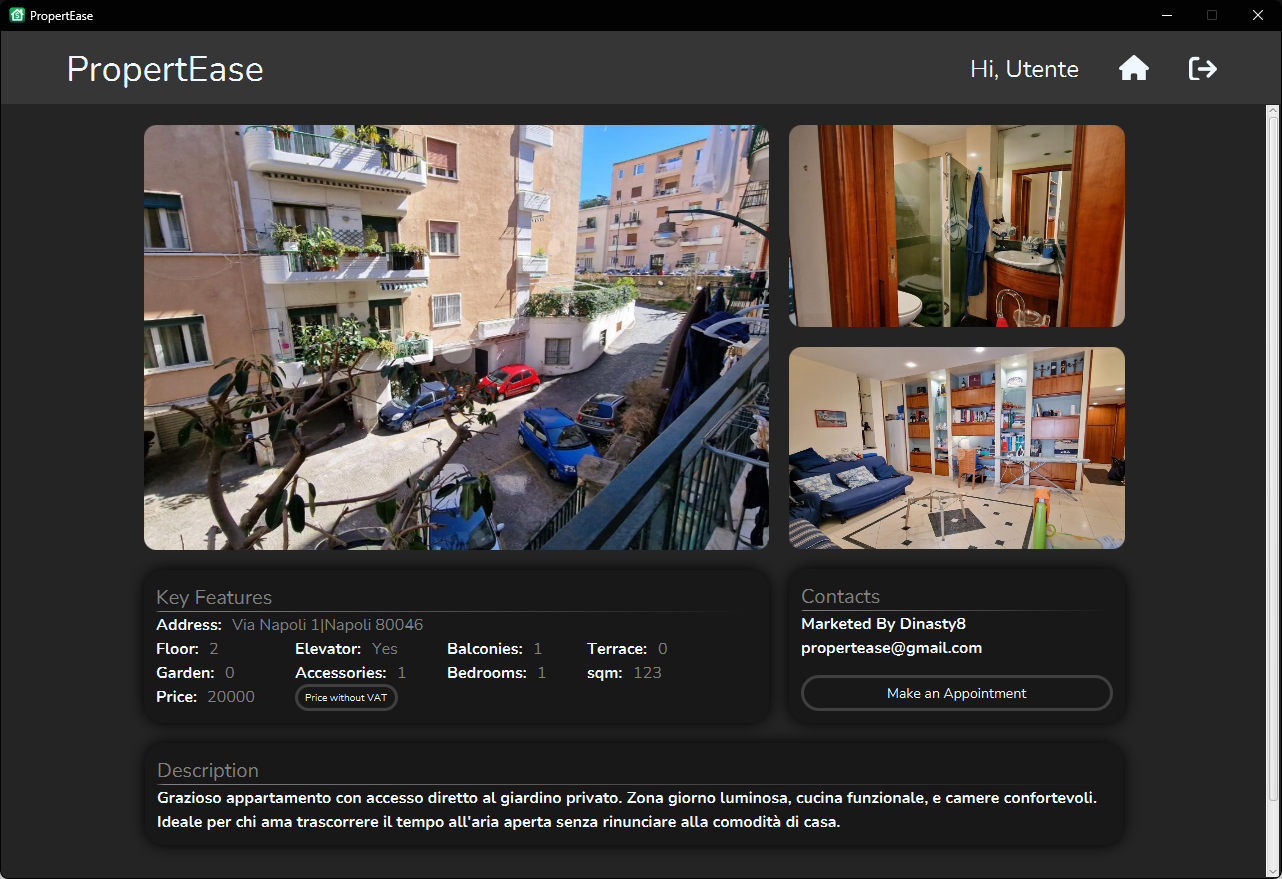 PropertEase
PropertEase
Hi, Utente
Key Features
Address: Via Napoli 1|Napoli 80046
Floor: 2 Elevator: Yes Balconies: 1 Terrace: 0
Garden: 0 Accessories: 1 Bedrooms: 1 sqm: 123
Price: 20000 Price without VAT
Contacts
Marketed By Dinasty8
propertease@gmail.com
Make an Appointment
Description
Grazioso appartamento con accesso diretto al giardino privato. Zona giorno luminosa, cucina funzionale, e camere confortevoli.
Ideale per chi ama trascorrere il tempo all'aria aperta senza rinunciare alla comodità di casa.